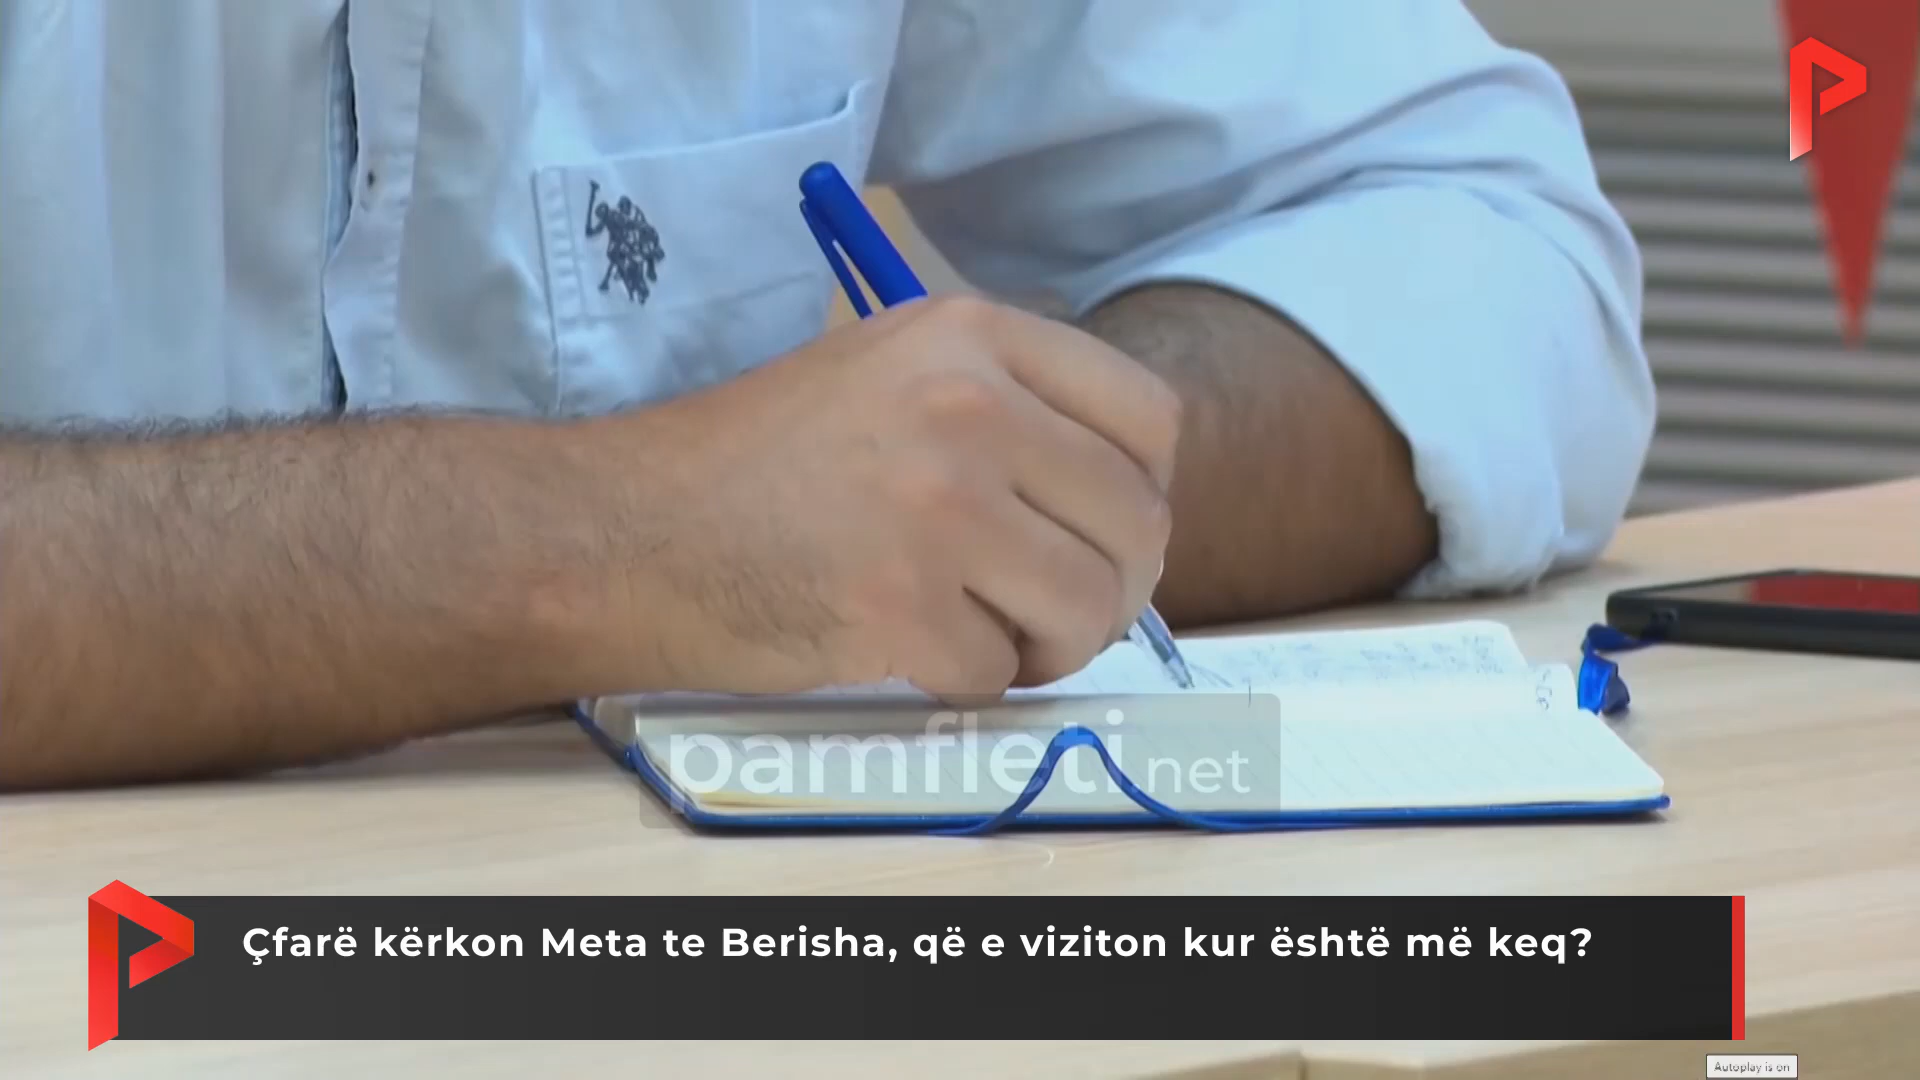 pamfleti.net
Çfarë kërkon Meta te Berisha, që e viziton kur është më keq?
Autoplay is on